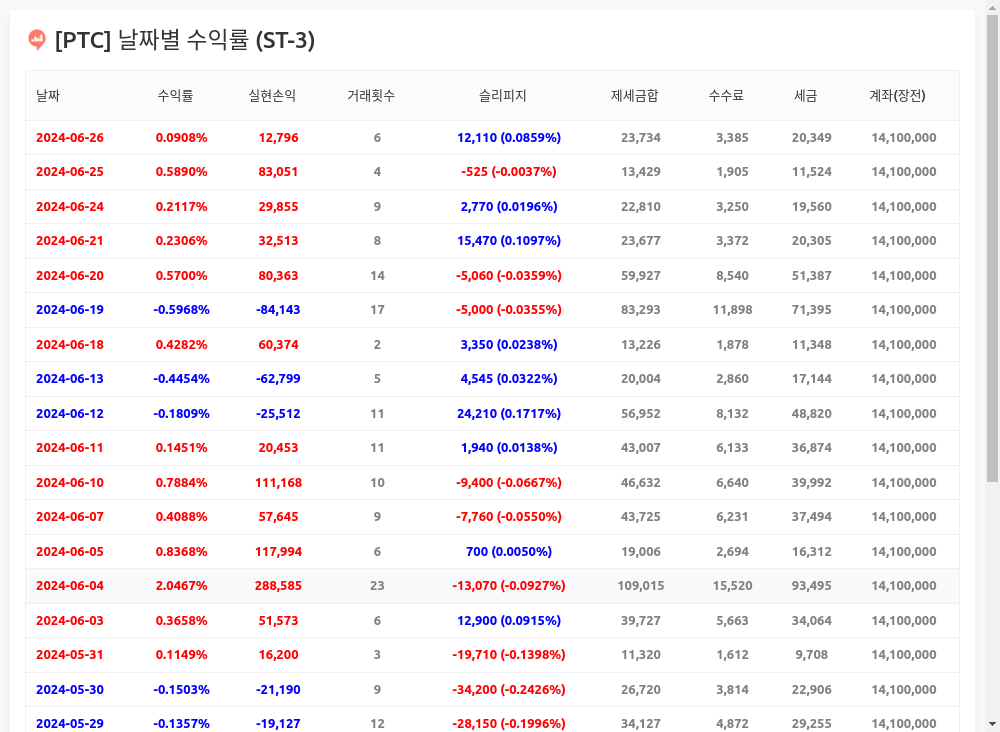 [PTC] 날짜별 수익률 (ST-3)
날짜 수익률 실현손익 거래횟수 슬리피지 제세금합 수수료 세금 계좌(장전)
2024-06-26 0.0908% 12,796 6 12,110 (0.0859%) 23,734 3,385 20,349 14,100,000
2024-06-25 0.5890% 83,051 4 -525 (-0.0037%) 13,429 1,905 11,524 14,100,000
2024-06-24 0.2117% 29,855 9 2,770 (0.0196%) 22,810 3,250 19,560 14,100,000
2024-06-21 0.2306% 32,513 8 15,470 (0.1097%) 23,677 3,372 20,305 14,100,000
2024-06-20 0.5700% 80,363 14 -5,060 (-0.0359%) 59,927 8,540 51,387 14,100,000
2024-06-19 -0.5968% -84,143 17 -5,000 (-0.0355%) 83,293 11,898 71,395 14,100,000
2024-06-18 0.4282% 60,374 2 3,350 (0.0238%) 13,226 1,878 11,348 14,100,000
2024-06-13 -0.4454% -62,799 5 4,545 (0.0322%) 20,004 2,860 17,144 14,100,000
2024-06-12 -0.1809% -25,512 11 24,210 (0.1717%) 56,952 8,132 48,820 14,100,000
2024-06-11 0.1451% 20,453 11 1,940 (0.0138%) 43,007 6,133 36,874 14,100,000
2024-06-10 0.7884% 111,168 10 -9,400 (-0.0667%) 46,632 6,640 39,992 14,100,000
2024-06-07 0.4088% 57,645 9 -7,760 (-0.0550%) 43,725 6,231 37,494 14,100,000
2024-06-05 0.8368% 117,994 6 700 (0.0050%) 19,006 2,694 16,312 14,100,000
2024-06-04 2.0467% 288,585 23 -13,070 (-0.0927%) 109,015 15,520 93,495 14,100,000
2024-06-03 0.3658% 51,573 6 12,900 (0.0915%) 39,727 5,663 34,064 14,100,000
2024-05-31 0.1149% 16,200 3 -19,710 (-0.1398%) 11,320 1,612 9,708 14,100,000
2024-05-30 -0.1503% -21,190 9 -34,200 (-0.2426%) 26,720 3,814 22,906 14,100,000
2024-05-29 -0.1357% -19,127 12 -28,150 (-0.1996%) 34,127 4,872 29,255 14,100,000